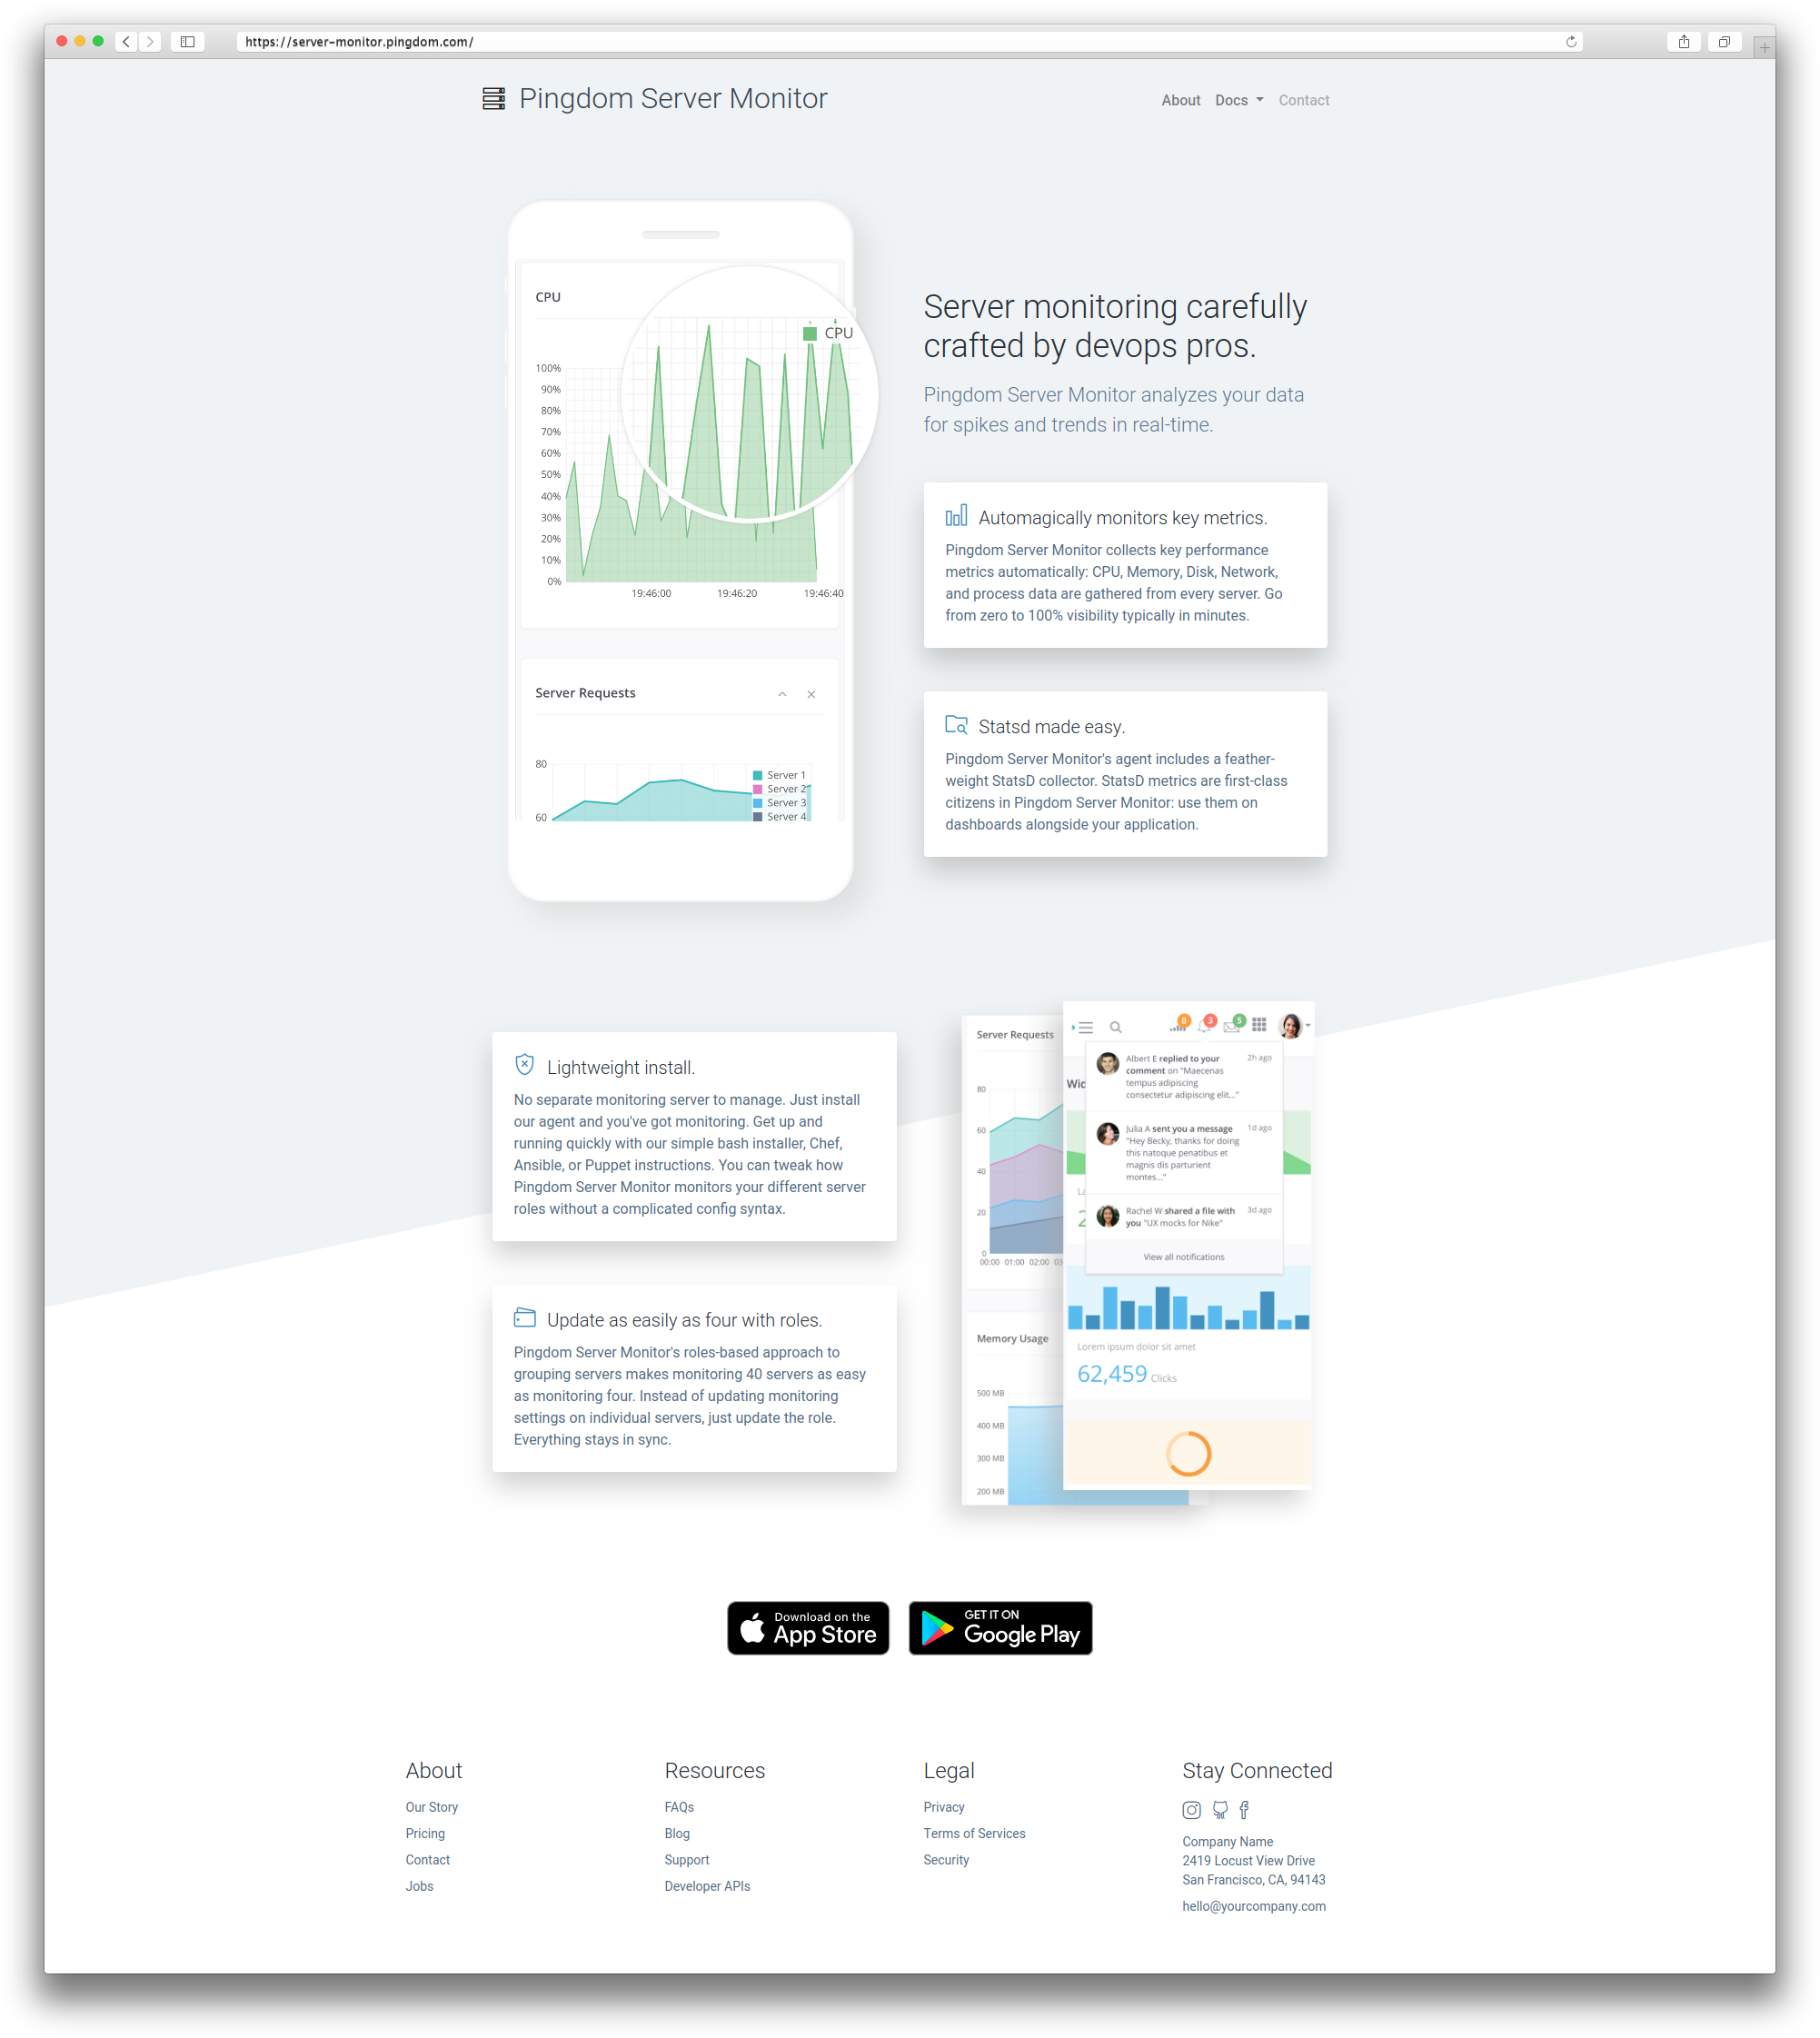 https://server-monitor.pingdom.com/
Pingdom Server Monitor
About Docs Contact
CPU
CPU
100%
90%
80%
70%
60%
50%
40%
30%
20%
10%
0%
19:46:00 19:46:20 19:46:40
Server Requests
80
60
Server 1
Server 2
Server 3
Server 4
Server monitoring carefully
crafted by devops pros.
Pingdom Server Monitor analyzes your data
for spikes and trends in real-time.
Automagically monitors key metrics.
Pingdom Server Monitor collects key performance
metrics automatically: CPU, Memory, Disk, Network,
and process data are gathered from every server. Go
from zero to 100% visibility typically in minutes.
Statsd made easy.
Pingdom Server Monitor's agent includes a feather-
weight StatsD collector. StatsD metrics are first-class
citizens in Pingdom Server Monitor: use them on
dashboards alongside your application.
Lightweight install.
No separate monitoring server to manage. Just install
our agent and you've got monitoring. Get up and
running quickly with our simple bash installer, Chef,
Ansible, or Puppet instructions. You can tweak how
Pingdom Server Monitor monitors your different server
roles without a complicated config syntax.
Update as easily as four with roles.
Pingdom Server Monitor's roles-based approach to
grouping servers makes monitoring 40 servers as easy
as monitoring four. Instead of updating monitoring
settings on individual servers, just update the role.
Everything stays in sync.
Server Requests
80
60
40
20
0
00:00 01:00 02:00 03
Memory Usage
500 MB
400 MB
300 MB
200 MB
8 3 5
Wid
Albert E replied to your 2h ago
comment on "Maecenas
tempus adipiscing
consectetur adipiscing elit..."
Julia A sent you a message 1d ago
"Hey Becky, thanks for doing
this natoque penatibus et
magnis dis parturient
montes..."
La
2
Rachel W shared a file with 3d ago
you "UX mocks for Nike"
View all notifications
Lorem ipsum dolor sit amet
62,459 Clicks
Download on the
App Store
GET IT ON
Google Play
About
Our Story
Pricing
Contact
Jobs
Resources
FAQs
Blog
Support
Developer APIs
Legal
Privacy
Terms of Services
Security
Stay Connected
Company Name
2419 Locust View Drive
San Francisco, CA, 94143
hello@yourcompany.com